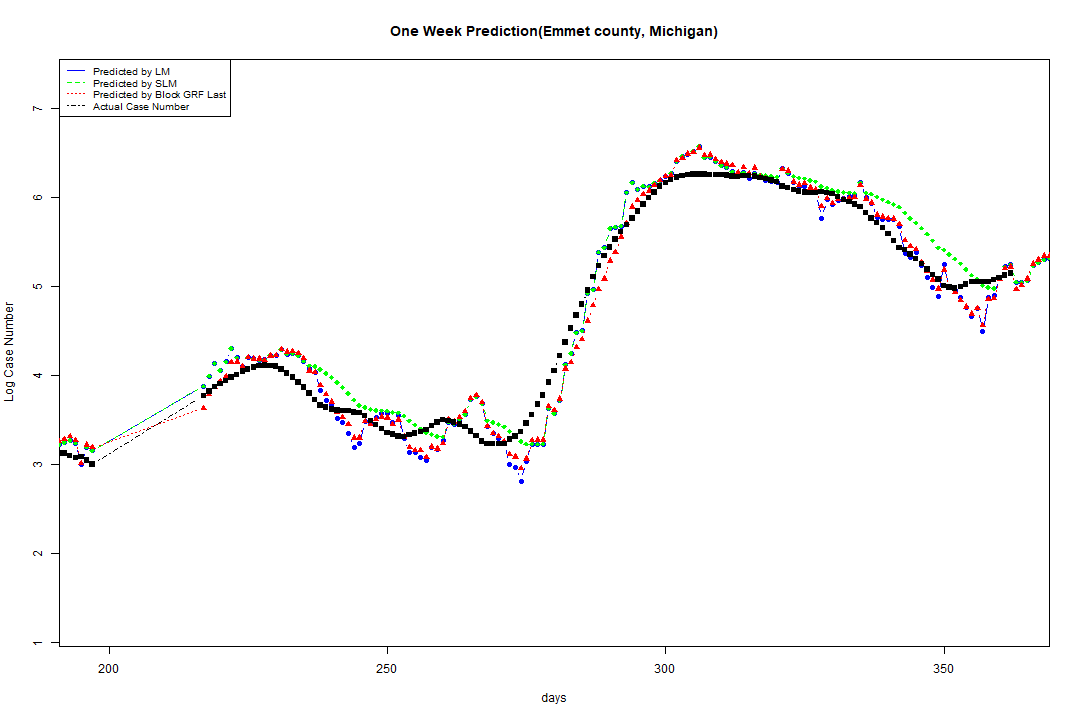 One Week Prediction(Emmet county, Michigan)
Predicted by LM
Predicted by SLM
Predicted by Block GRF Last
Actual Case Number
7
6
5
4
3
2
1
Log Case Number
200 250 300 350
days